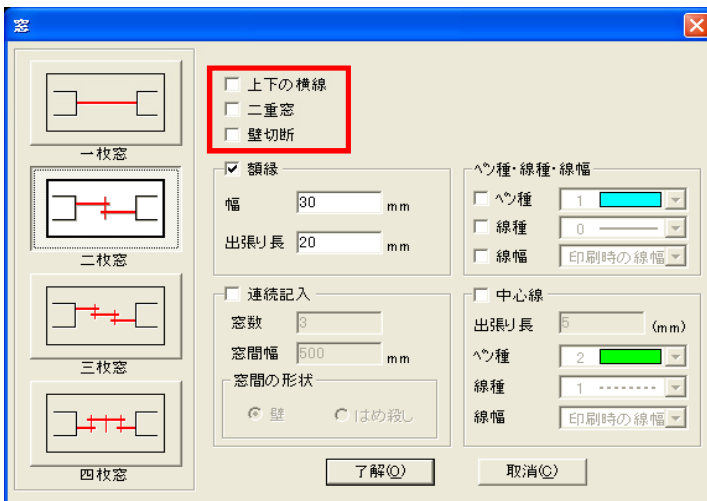 窓
一枚窓
二枚窓
三枚窓
四枚窓
上下の横線
二重窓
壁切断
額縁
幅 30 mm
出張り長 20 mm
連続記入
窓数 3
窓間幅 500 mm
窓間の形状
壁 はめ殺し
ペン種・線種・線幅
ペン種 1
線種 0
線幅 印刷時の線幅
中心線
出張り長 5 (mm)
ペン種 2
線種 1
線幅 印刷時の線幅
了解(O) 取消(C)